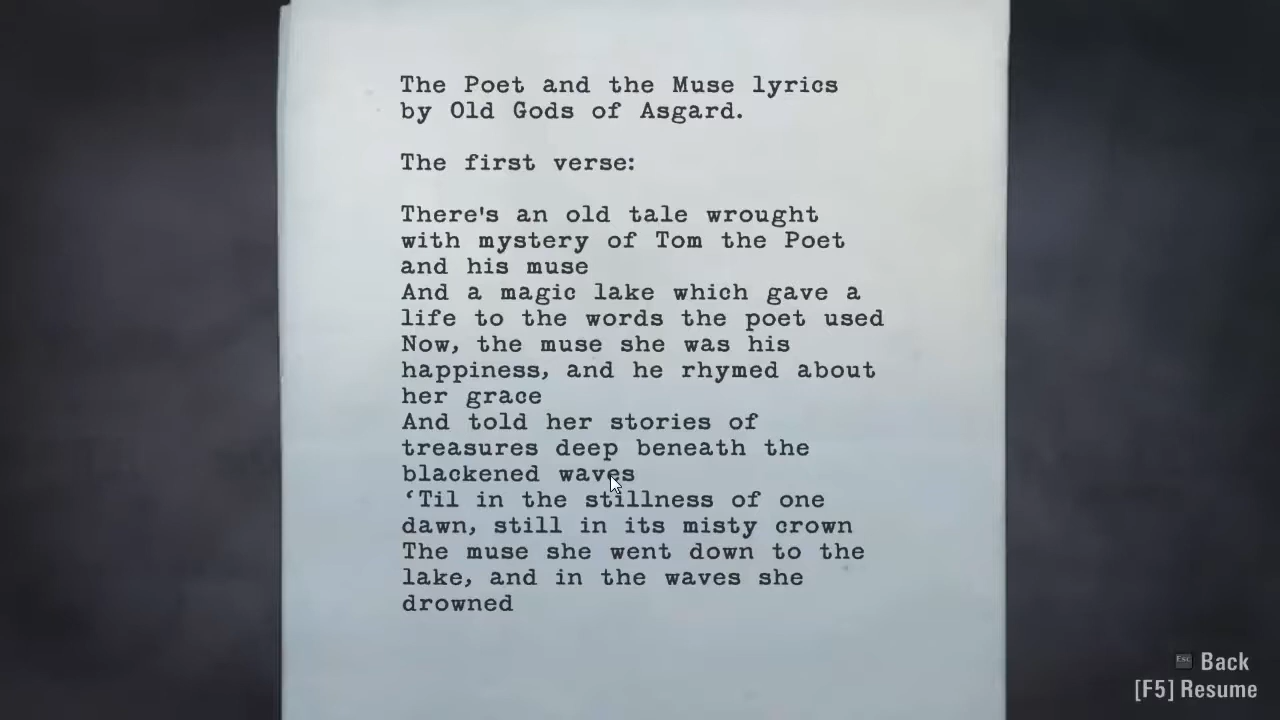 The Poet and the Muse lyrics
by Old Gods of Asgard.
The first verse:
There's an old tale wrought
with mystery of Tom the Poet
and his muse
And a magic lake which gave a
life to the words the poet used
Now, the muse she was his
happiness, and he rhymed about
her grace
And told her stories of
treasures deep beneath the
blackened waves
‘Til in the stillness of one
dawn, still in its misty crown
The muse she went down to the
lake, and in the waves she
drowned
Esc Back
[F5] Resume